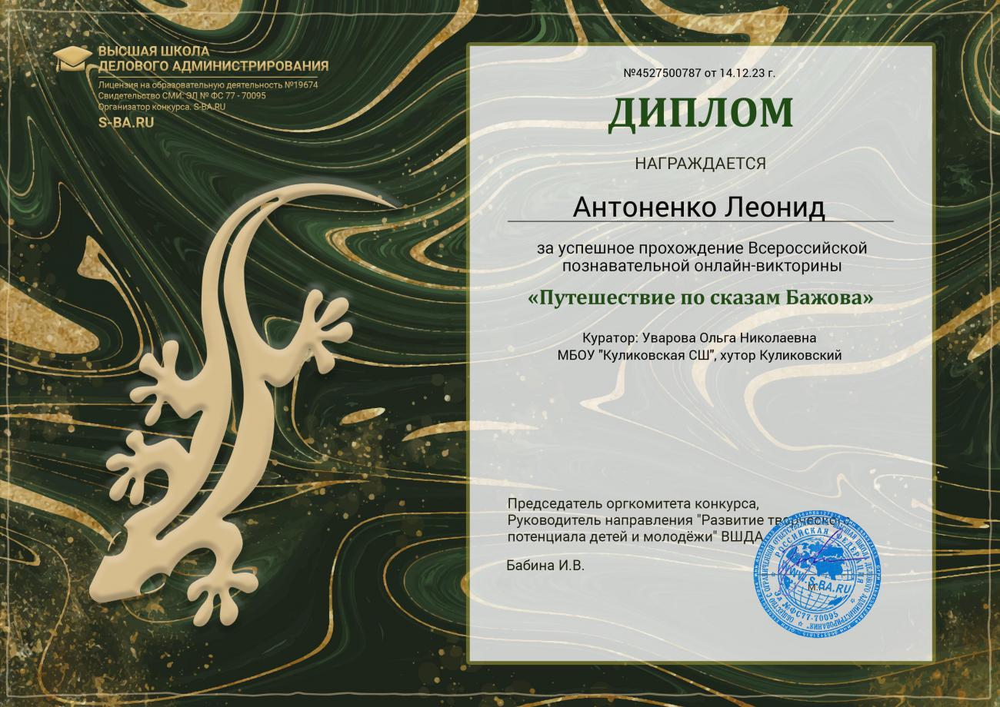 ВЫСШАЯ ШКОЛА
ДЕЛОВОГО АДМИНИСТРИРОВАНИЯ
Лицензия на образовательную деятельность №19674
Свидетельство СМИ: ЭЛ № ФС 77 - 70095
Организатор конкурса. S-BA.RU
S-BA.RU
№4527500787 от 14.12.23 г.
ДИПЛОМ
НАГРАЖДАЕТСЯ
Антоненко Леонид
за успешное прохождение Всероссийской
познавательной онлайн-викторины
«Путешествие по сказам Бажова»
Куратор: Уварова Ольга Николаевна
МБОУ "Куликовская СШ", хутор Куликовский
Председатель оргкомитета конкурса,
Руководитель направления "Развитие творческого
потенциала детей и молодёжи" ВШДА
Бабина И.В.
РОССИЙСКАЯ ФЕДЕРАЦИЯ
WWW.S-BA.RU
Эл №ФС77-70095